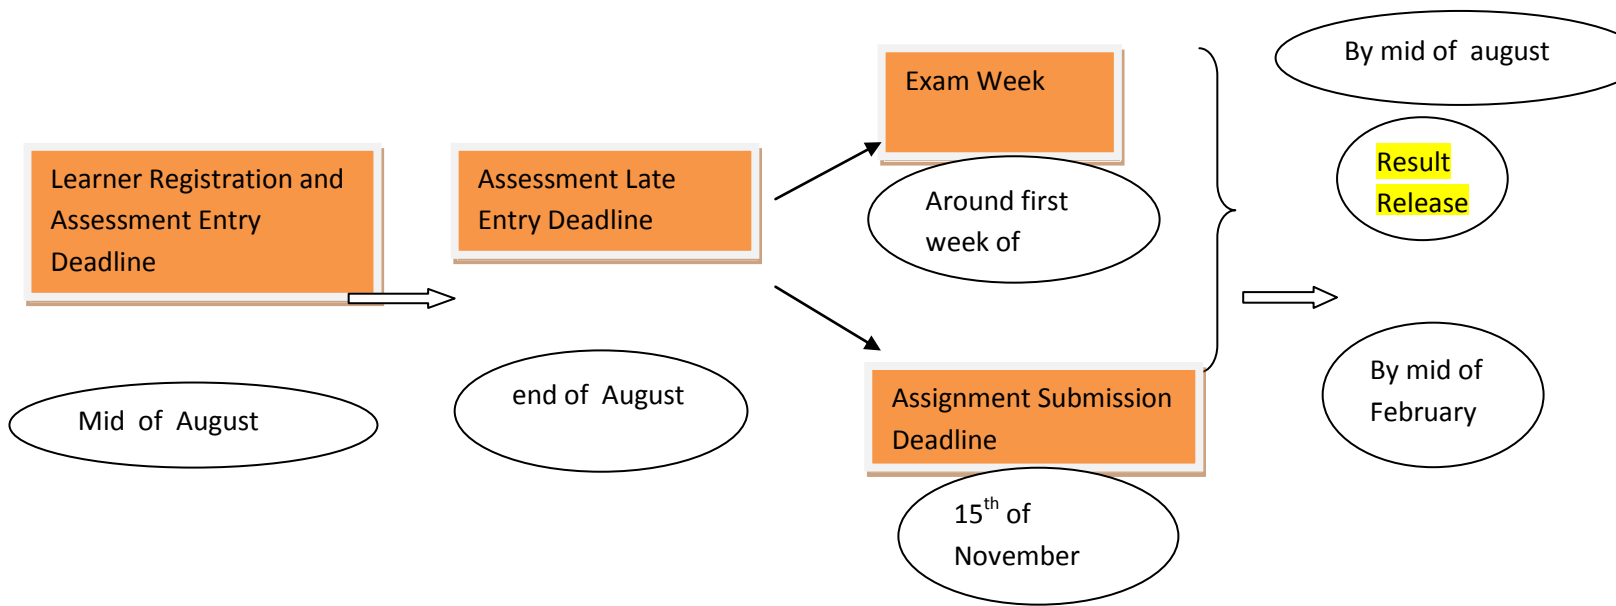 Learner Registration and
Assessment Entry
Deadline
Mid of August
Assessment Late
Entry Deadline
end of August
Exam Week
Around first
week of
Assignment Submission
Deadline
15th of
November
By mid of august
Result
Release
By mid of
February